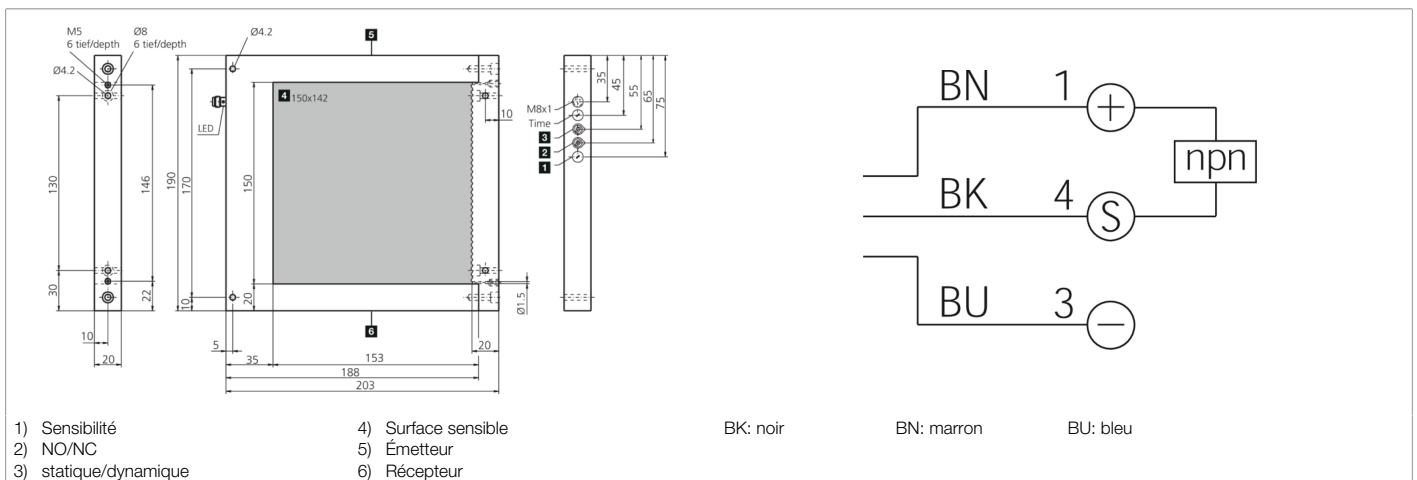 M5
6 tief/depth
Ø8
6 tief/depth
Ø4.2
130
146
30
22
10
20
Ø4.2
5
190
170
150
LED
4 150x142
10
20
10
Ø1.5
5
35
153
20
188
203
6
35
45
55
65
75
M8x1
Time
3
2
1
BN 1 +
npn
BK 4 S
BU 3 −
1) Sensibilité
2) NO/NC
3) statique/dynamique
4) Surface sensible
5) Émetteur
6) Récepteur
BK: noir
BN: marron
BU: bleu